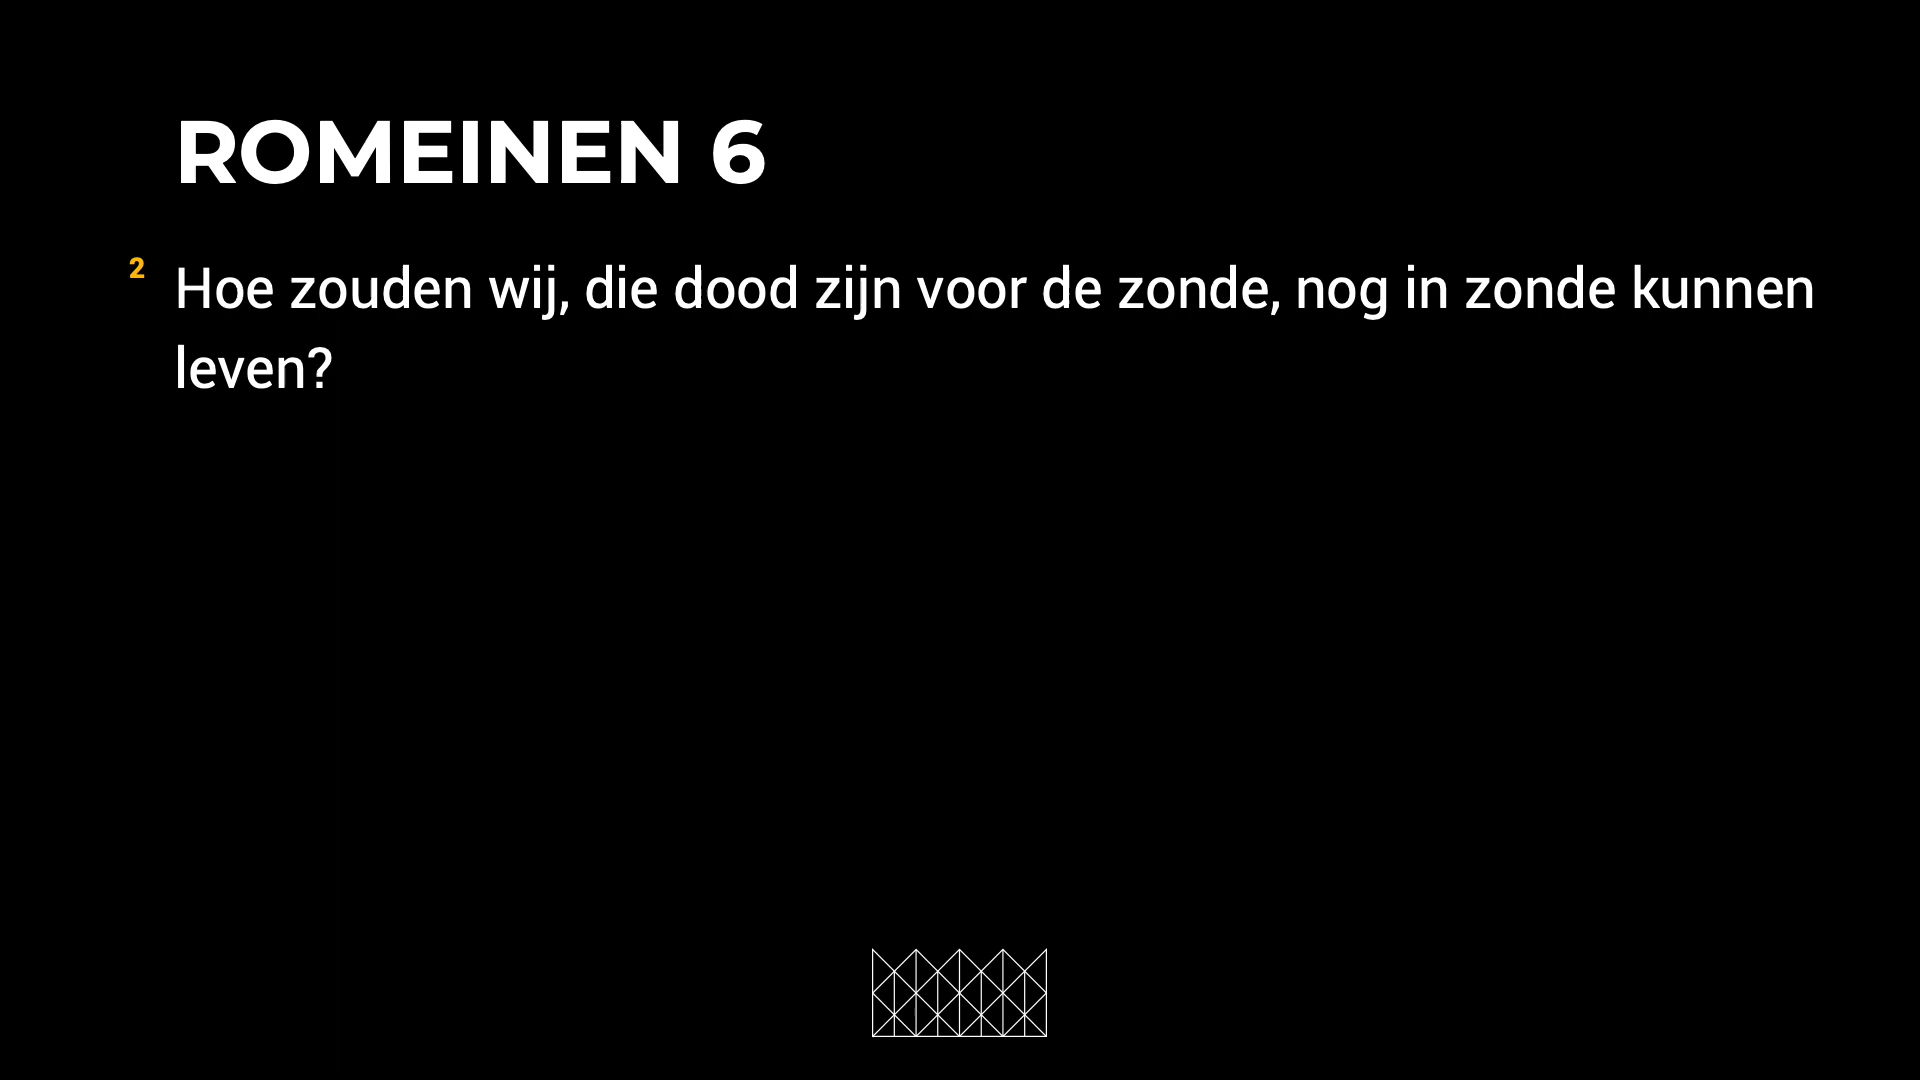 ROMEINEN 6
2 Hoe zouden wij, die dood zijn voor de zonde, nog in zonde kunnen
leven?